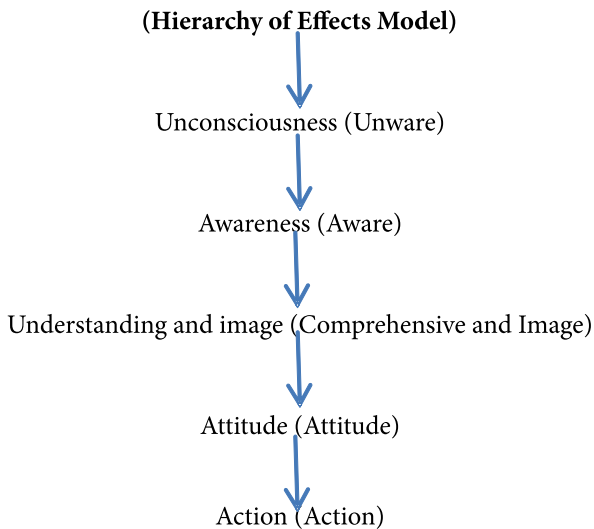 (Hierarchy of Effects Model)
Unconsciousness (Unware)
Awareness (Aware)
Understanding and image (Comprehensive and Image)
Attitude (Attitude)
Action (Action)